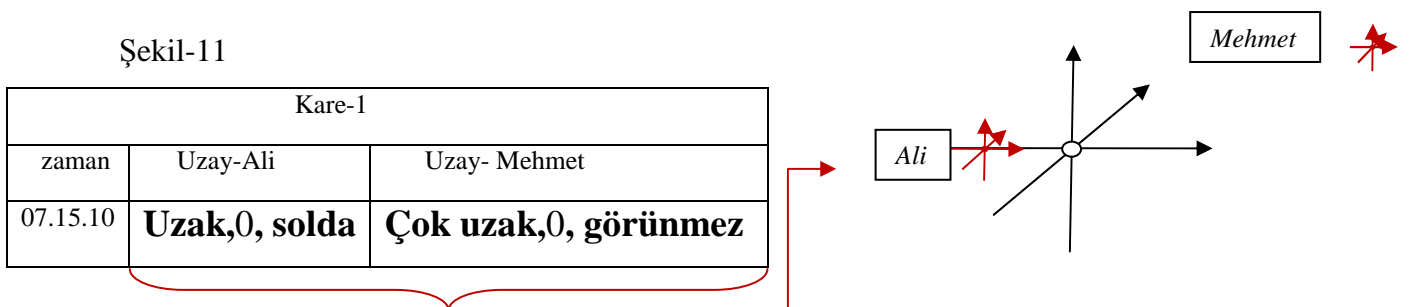 Şekil-11
Kare-1
zaman Uzay-Ali Uzay- Mehmet
07.15.10 Uzak,0, solda Çok uzak,0, görünmez
Mehmet
Ali